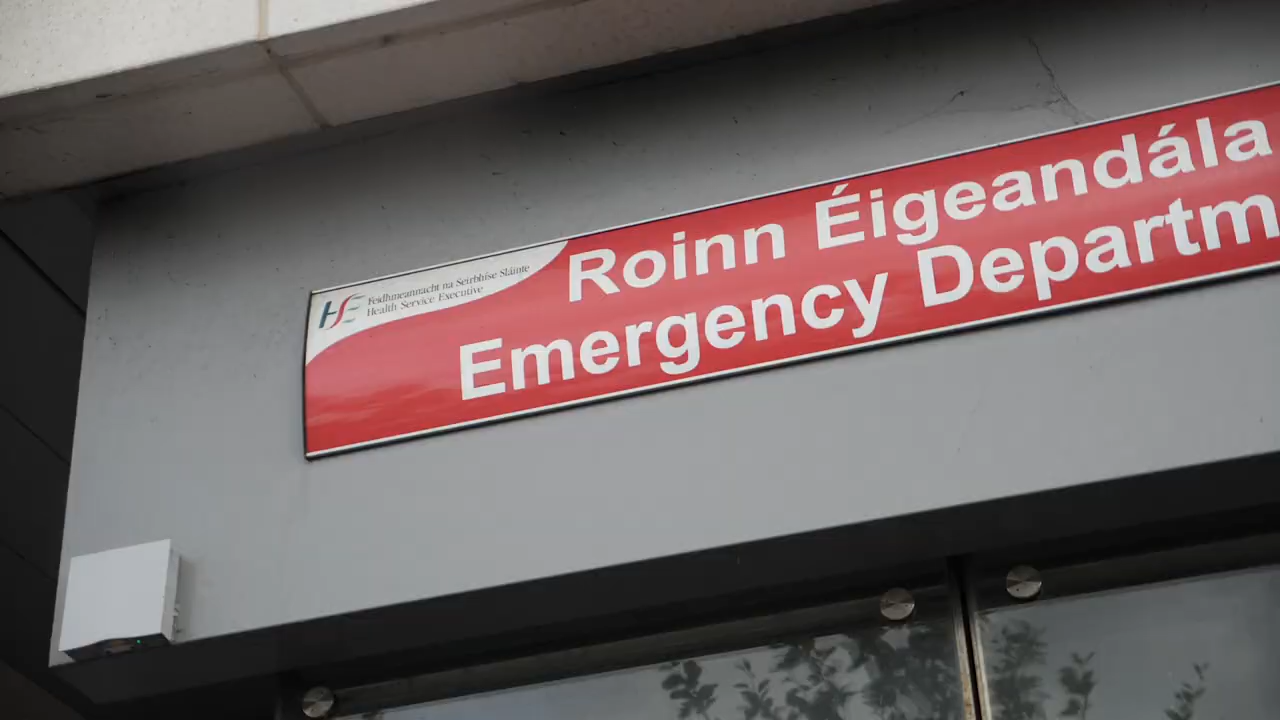 HSE
Feidhmeannacht na Seirbhíse Sláinte
Health Service Executive
Roinn Éigeandála
Emergency Departm